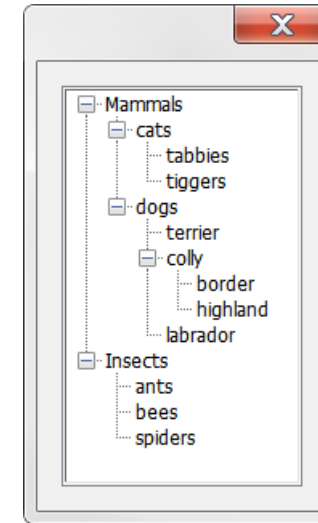 Mammals
cats
tabbies
tiggers
dogs
terrier
colly
border
highland
labrador
Insects
ants
bees
spiders